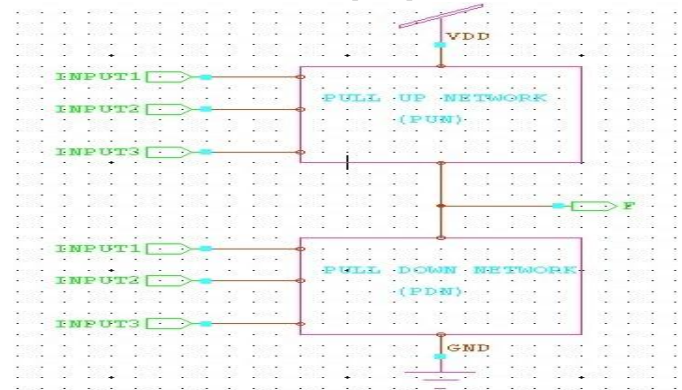 VDD
INPUT1
PULL UP NETWORK
INPUT2
(PUN)
INPUT3
F
INPUT1
PULL DOWN NETWORK
INPUT2
(PDN)
INPUT3
GND